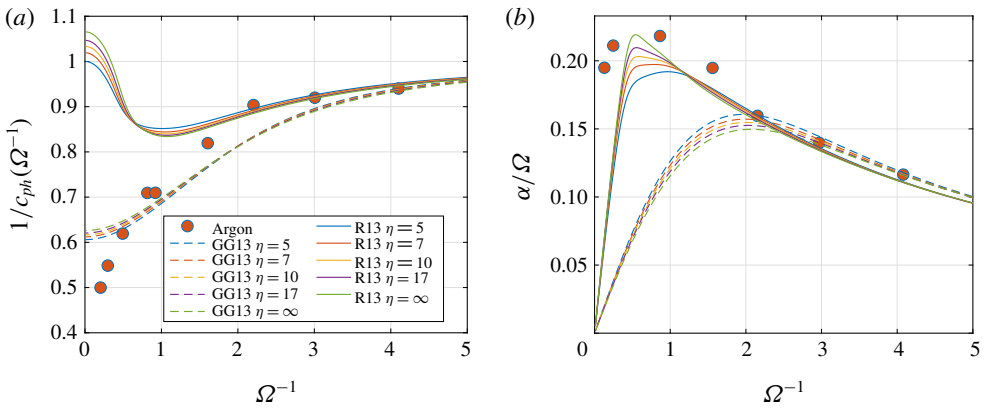 (a)
1.1
1.0
0.9
0.8
0.7
0.6
0.5
0.4
1/c_ph(Ω⁻¹)
0 1 2 3 4 5
Ω⁻¹
Argon
GG13 η = 5
GG13 η = 7
GG13 η = 10
GG13 η = 17
GG13 η = ∞
R13 η = 5
R13 η = 7
R13 η = 10
R13 η = 17
R13 η = ∞
(b)
0.20
0.15
0.10
0.05
α/Ω
0 1 2 3 4 5
Ω⁻¹